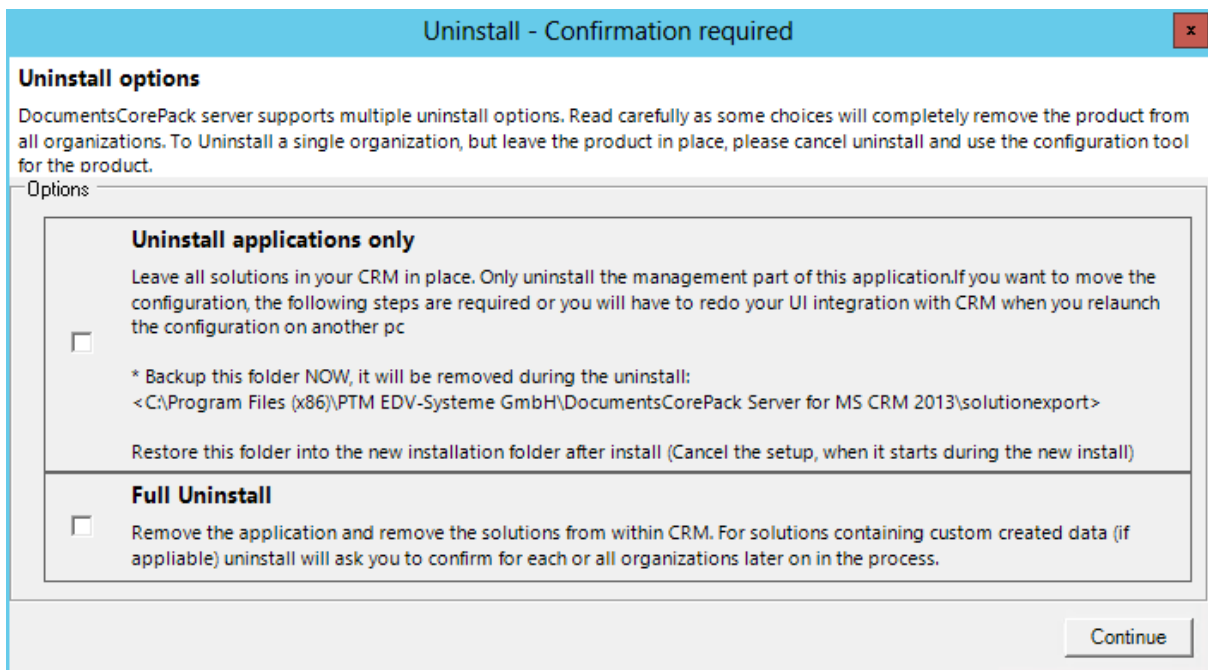 Uninstall - Confirmation required
x
Uninstall options
DocumentsCorePack server supports multiple uninstall options. Read carefully as some choices will completely remove the product from
all organizations. To Uninstall a single organization, but leave the product in place, please cancel uninstall and use the configuration tool
for the product.
Options
Uninstall applications only
Leave all solutions in your CRM in place. Only uninstall the management part of this application.If you want to move the
configuration, the following steps are required or you will have to redo your UI integration with CRM when you relaunch
the configuration on another pc
* Backup this folder NOW, it will be removed during the uninstall:
<C:\Program Files (x86)\PTM EDV-Systeme GmbH\DocumentsCorePack Server for MS CRM 2013\solutionexport>
Restore this folder into the new installation folder after install (Cancel the setup, when it starts during the new install)
Full Uninstall
Remove the application and remove the solutions from within CRM. For solutions containing custom created data (if
appliable) uninstall will ask you to confirm for each or all organizations later on in the process.
Continue